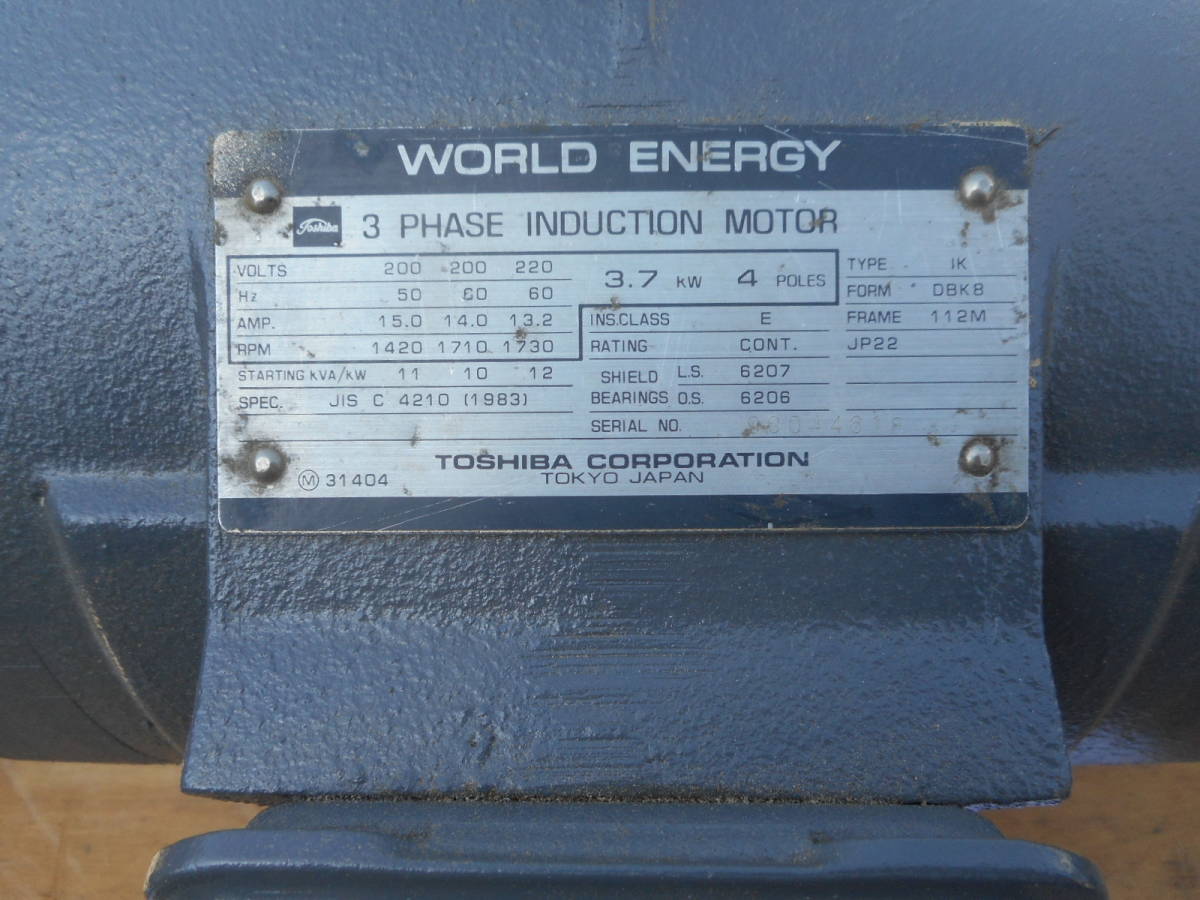 WORLD ENERGY
Toshiba 3 PHASE INDUCTION MOTOR
VOLTS 200 200 220
Hz 50 60 60
AMP. 15.0 14.0 13.2
RPM 1420 1710 1730
STARTING KVA/KW 11 10 12
SPEC. JIS C 4210 (1983)
3.7 KW 4 POLES
INS.CLASS E
RATING CONT.
SHIELD BEARINGS L.S. 6207
O.S. 6206
SERIAL NO.
TYPE IK
FORM DBK8
FRAME 112M
JP22
TOSHIBA CORPORATION
TOKYO JAPAN
Ⓜ 31404